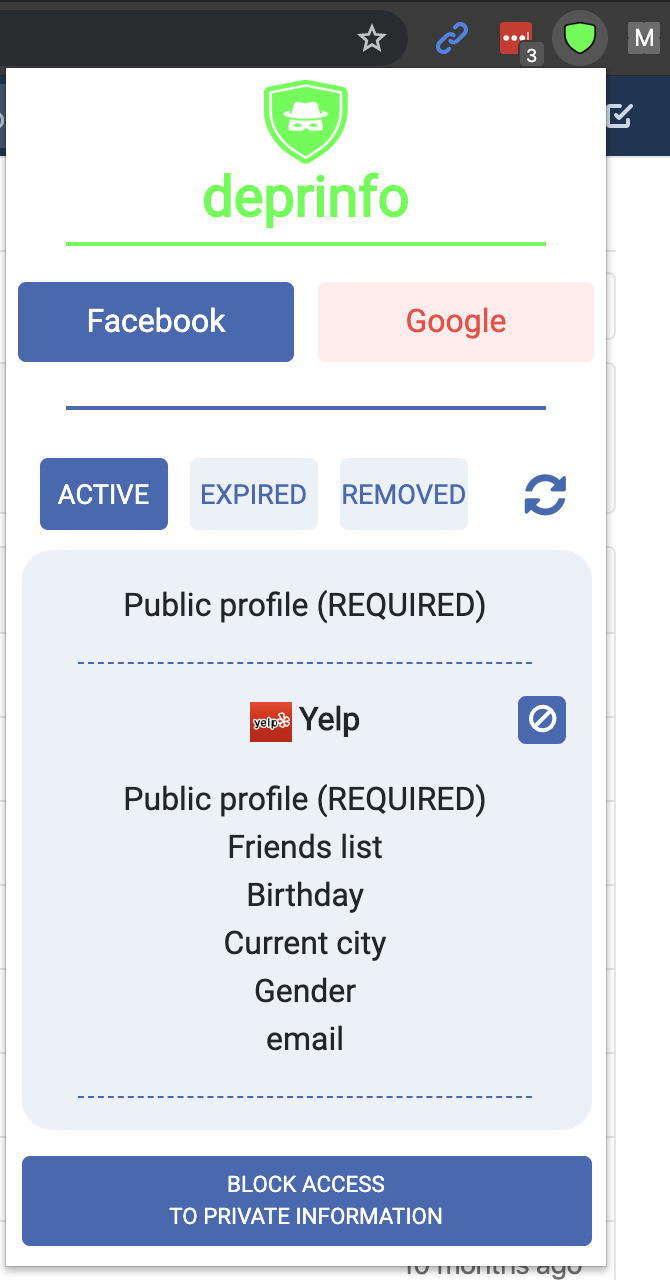 3
M
deprinfo
Facebook
Google
ACTIVE
EXPIRED
REMOVED
Public profile (REQUIRED)
yelp
Yelp
Public profile (REQUIRED)
Friends list
Birthday
Current city
Gender
email
BLOCK ACCESS
TO PRIVATE INFORMATION
10 months ago